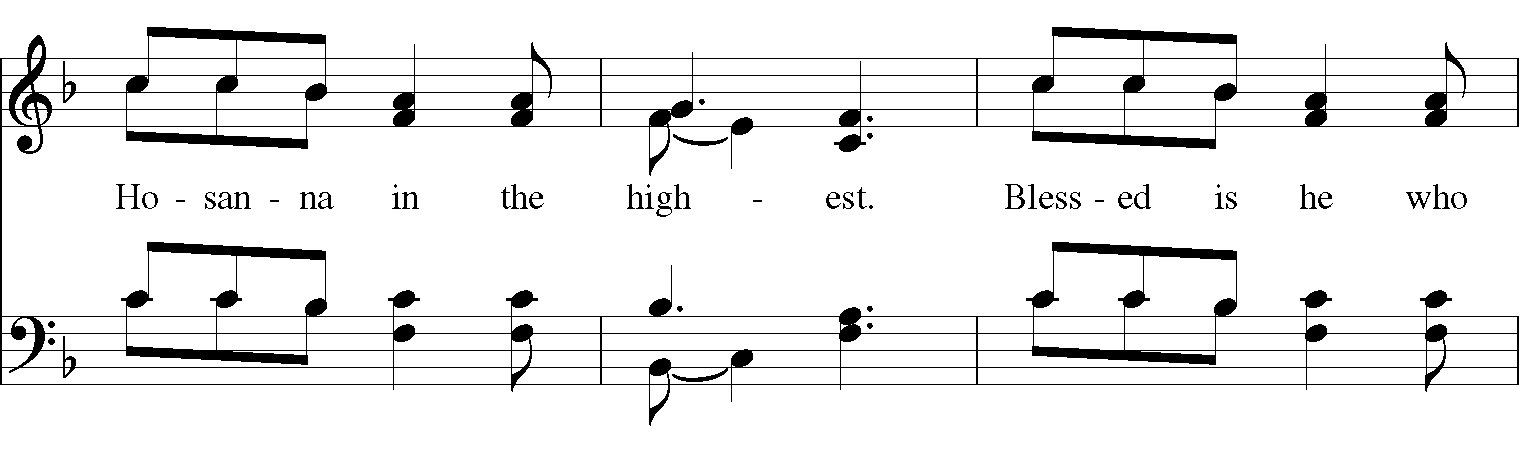 Ho - san - na in the high - est. Bless - ed is he who